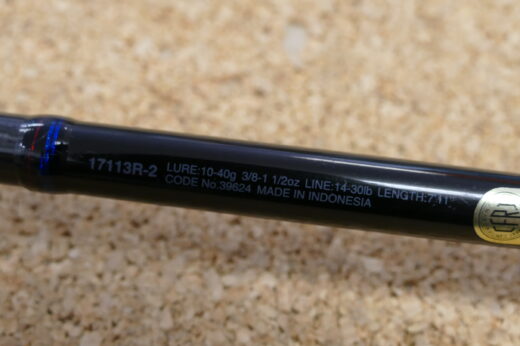 17113R-2 LURE:10-40g 3/8-1 1/2oz LINE:14-30lb LENGTH:7'11"
CODE No.39624 MADE IN INDONESIA